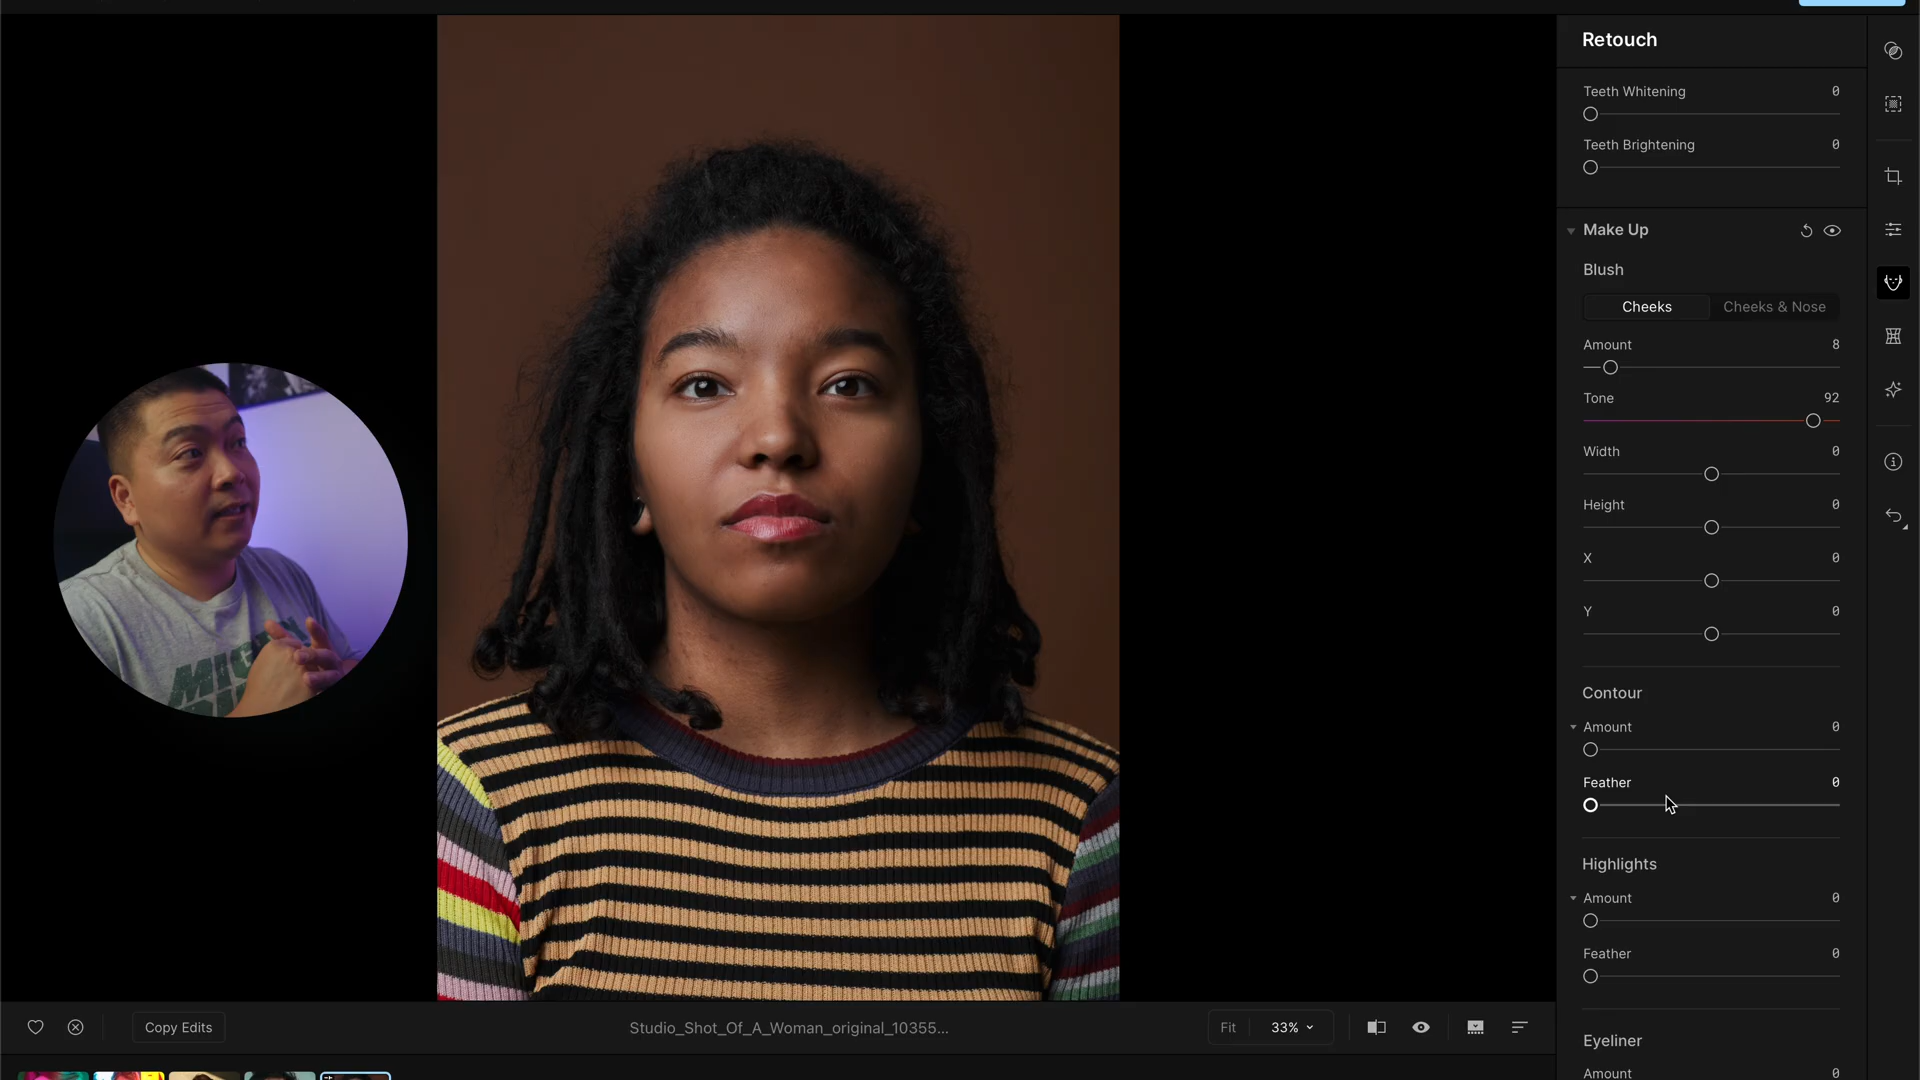 Retouch
Teeth Whitening 0
Teeth Brightening 0
Make Up
Blush
Cheeks Cheeks & Nose
Amount 8
Tone 92
Width 0
Height 0
X 0
Y 0
Contour
Amount 0
Feather 0
Highlights
Amount 0
Feather 0
Eyeliner
Amount 0
Copy Edits
Studio_Shot_Of_A_Woman_original_10355...
Fit 33%